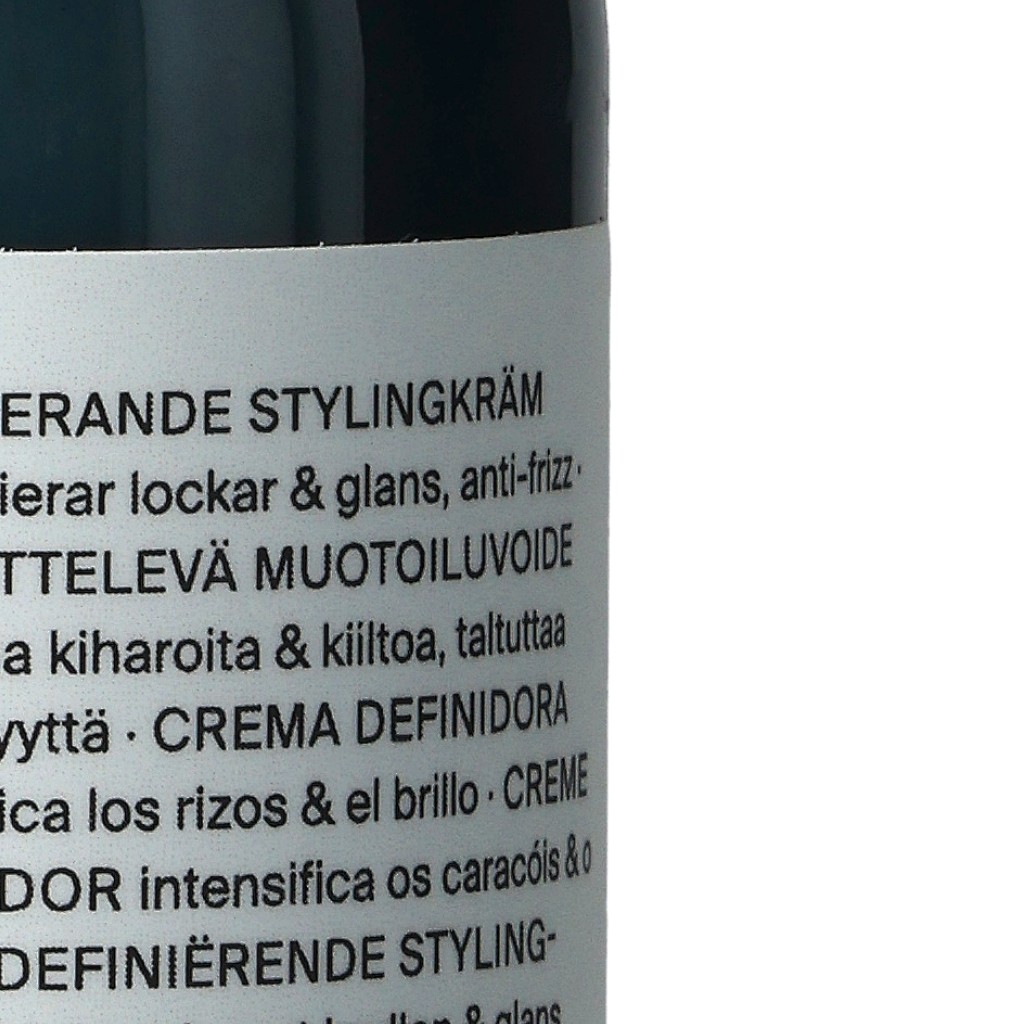 ERANDE STYLINGKRÄM
ierar lockar & glans, anti-frizz ·
TTELEVÄ MUOTOILUVOIDE
a kiharoita & kiiltoa, taltuttaa
yyttä · CREMA DEFINIDORA
ica los rizos & el brillo · CREME
DOR intensifica os caracóis & o
DEFINIËRENDE STYLING-
& glans